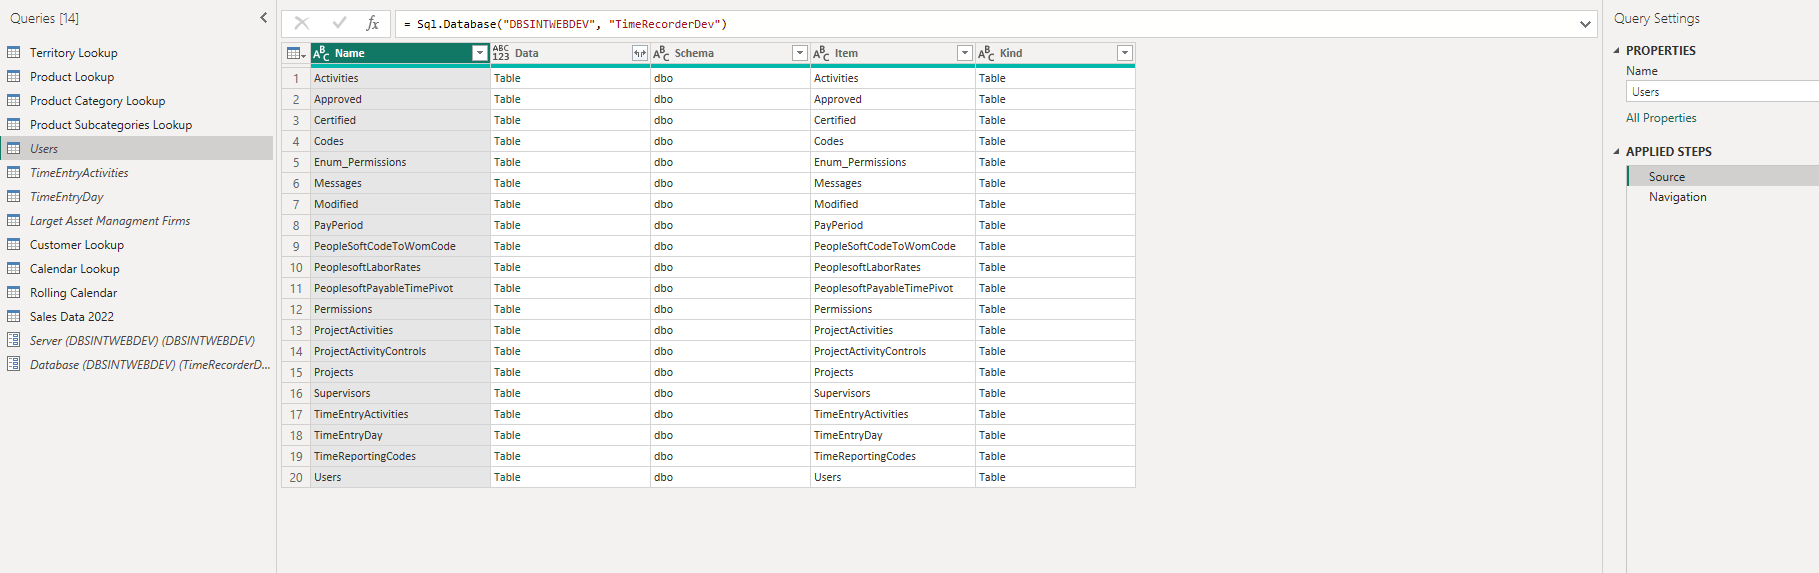 Queries [14]
Territory Lookup
Product Lookup
Product Category Lookup
Product Subcategories Lookup
Users
TimeEntryActivities
TimeEntryDay
Larget Asset Managment Firms
Customer Lookup
Calendar Lookup
Rolling Calendar
Sales Data 2022
Server (DBSINTWEBDEV) (DBSINTWEBDEV)
Database (DBSINTWEBDEV) (TimeRecorderD...
fx = Sql.Database("DBSINTWEBDEV", "TimeRecorderDev")
ABC Name ABC 123 Data ABC Schema ABC Item ABC Kind
1 Activities Table dbo Activities Table
2 Approved Table dbo Approved Table
3 Certified Table dbo Certified Table
4 Codes Table dbo Codes Table
5 Enum_Permissions Table dbo Enum_Permissions Table
6 Messages Table dbo Messages Table
7 Modified Table dbo Modified Table
8 PayPeriod Table dbo PayPeriod Table
9 PeopleSoftCodeToWomCode Table dbo PeopleSoftCodeToWomCode Table
10 PeoplesoftLaborRates Table dbo PeoplesoftLaborRates Table
11 PeoplesoftPayableTimePivot Table dbo PeoplesoftPayableTimePivot Table
12 Permissions Table dbo Permissions Table
13 ProjectActivities Table dbo ProjectActivities Table
14 ProjectActivityControls Table dbo ProjectActivityControls Table
15 Projects Table dbo Projects Table
16 Supervisors Table dbo Supervisors Table
17 TimeEntryActivities Table dbo TimeEntryActivities Table
18 TimeEntryDay Table dbo TimeEntryDay Table
19 TimeReportingCodes Table dbo TimeReportingCodes Table
20 Users Table dbo Users Table
Query Settings
PROPERTIES
Name
Users
All Properties
APPLIED STEPS
Source
Navigation